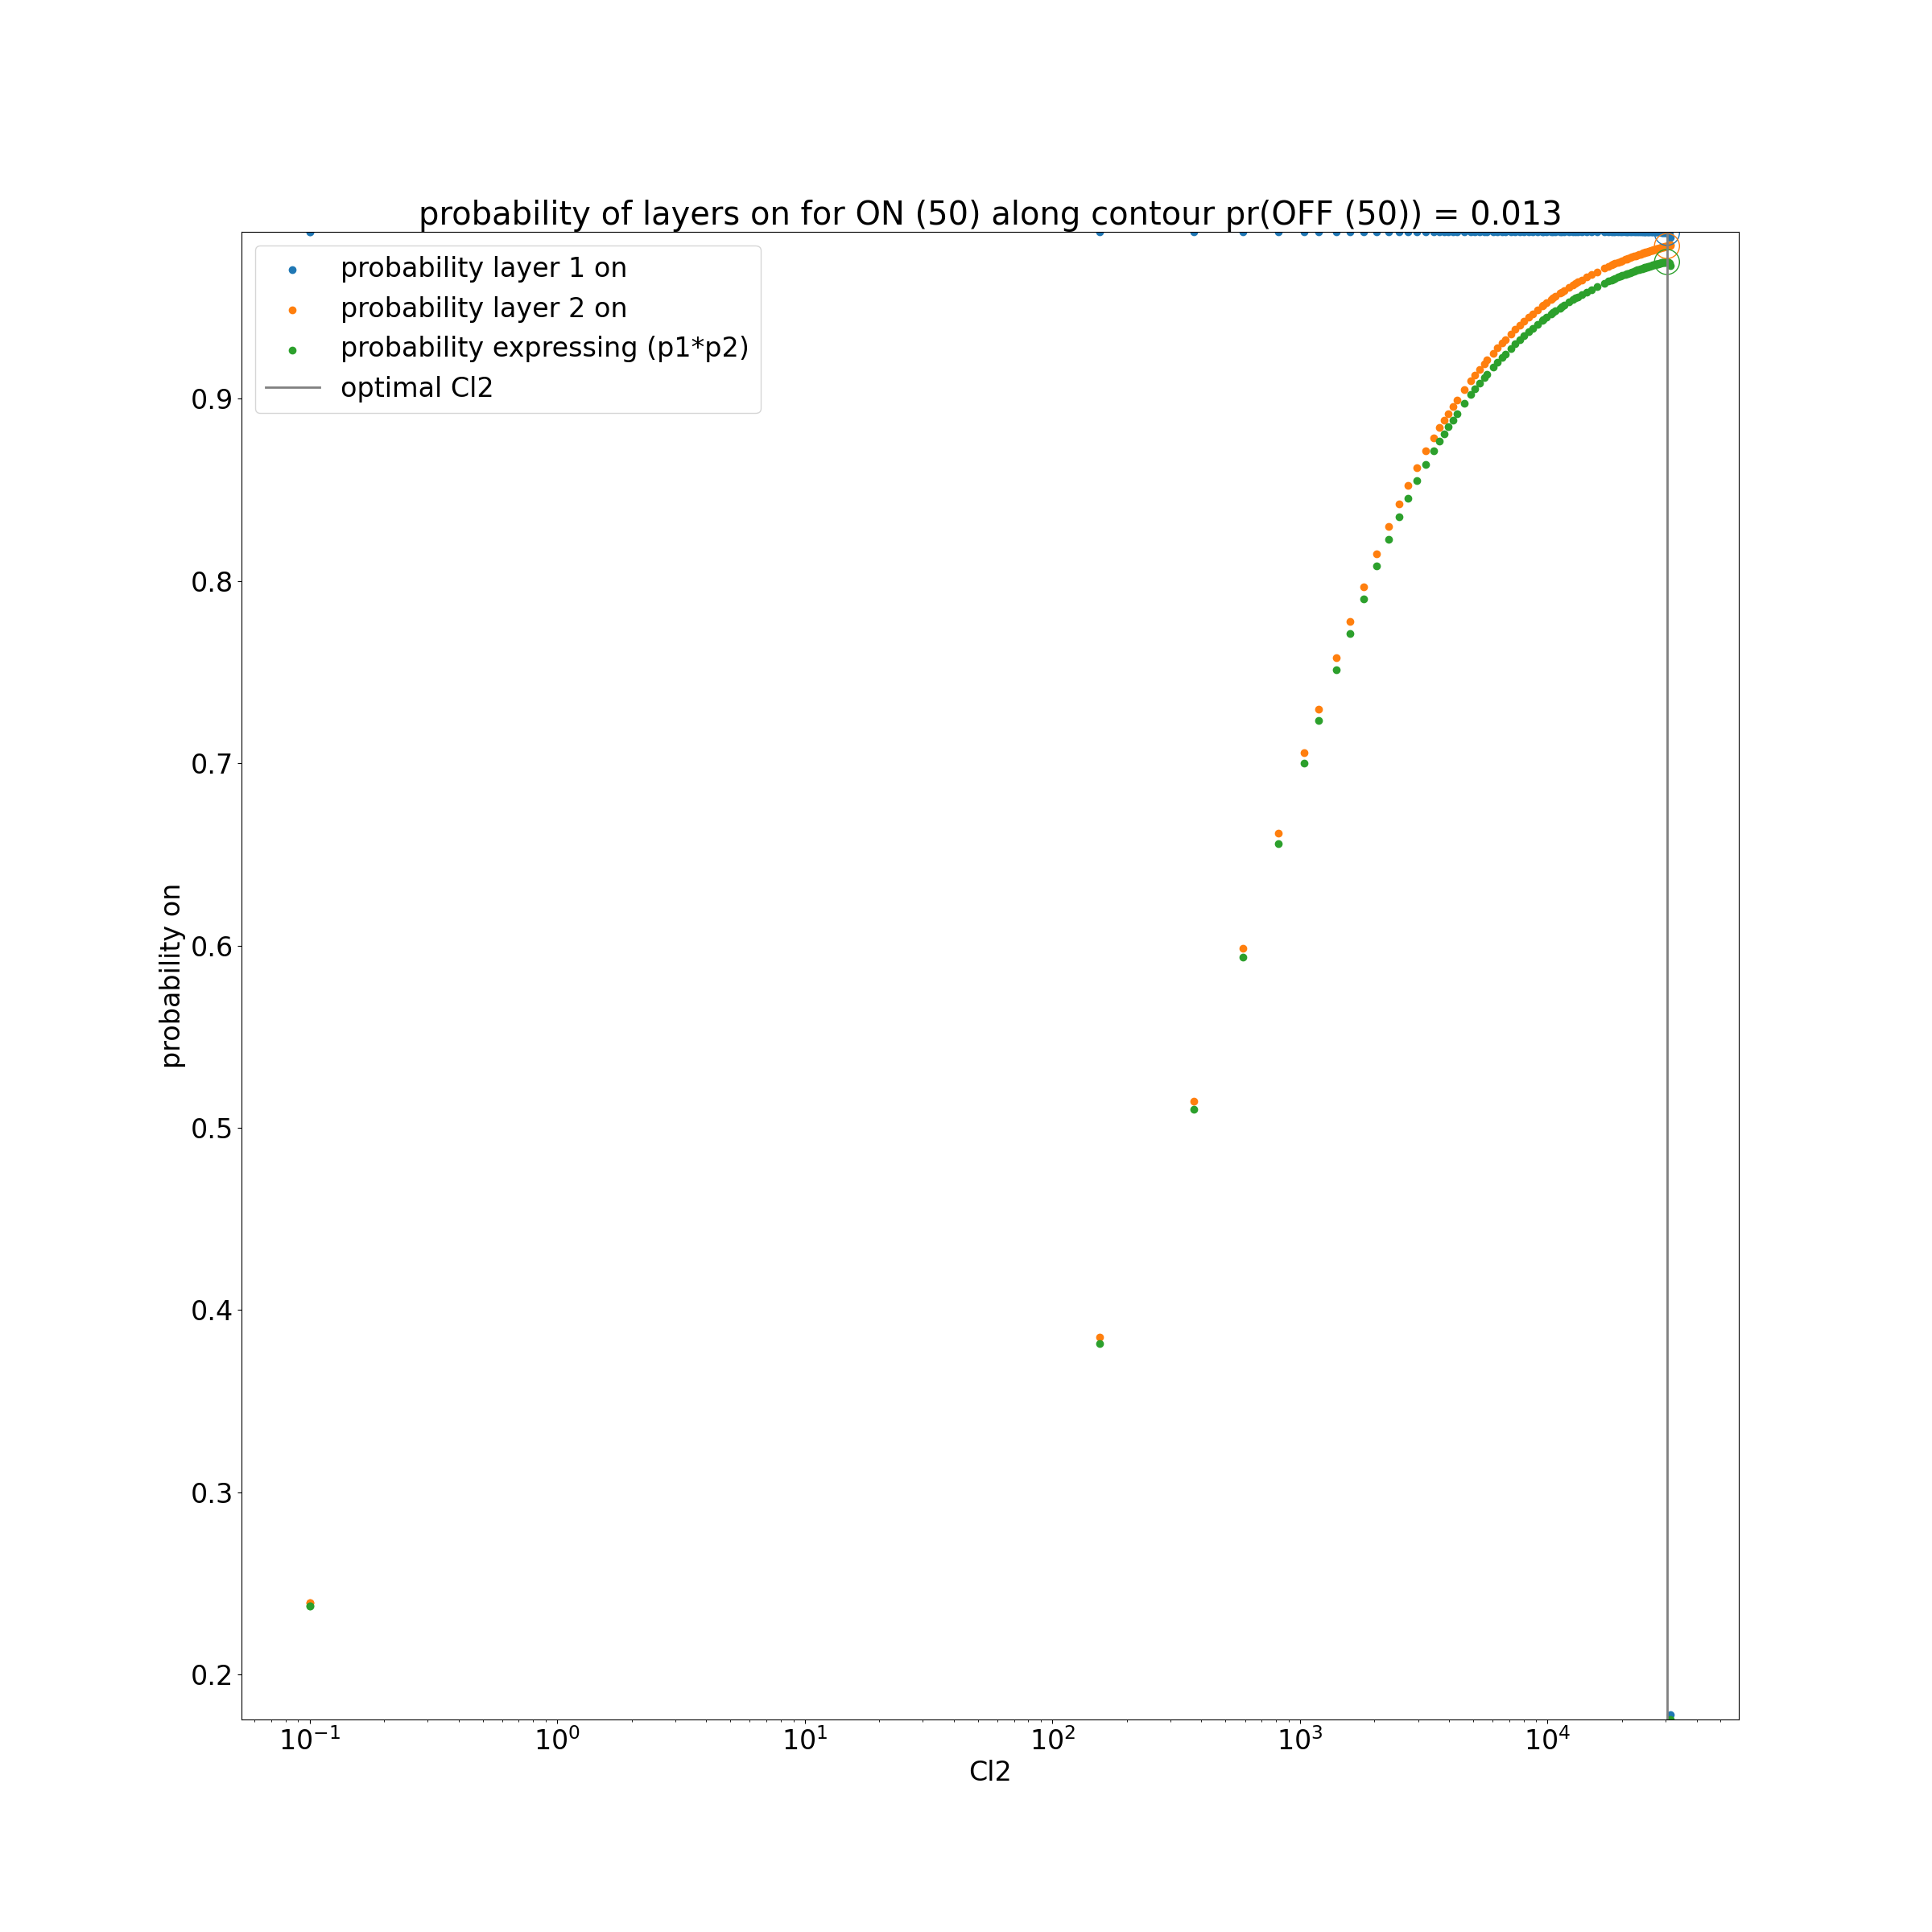 probability of layers on for ON (50) along contour pr(OFF (50)) = 0.013
probability layer 1 on
probability layer 2 on
probability expressing (p1*p2)
optimal Cl2
0.9
0.8
0.7
0.6
0.5
0.4
0.3
0.2
probability on
10⁻¹ 10⁰ 10¹ 10² 10³ 10⁴
Cl2